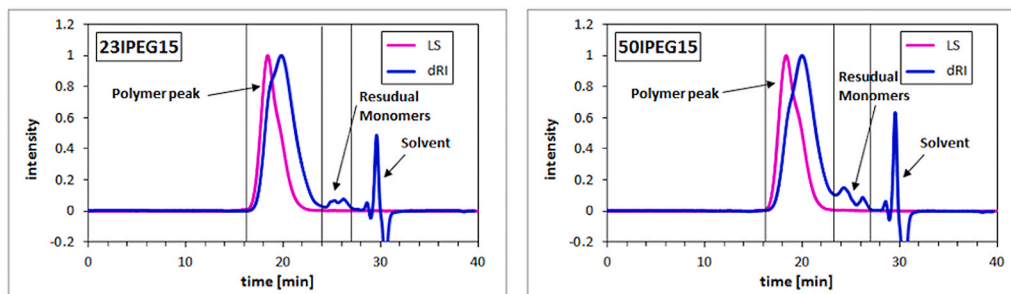 23IPEG15
LS
dRI
Polymer peak
Resudual
Monomers
Solvent
intensity
1.2
1
0.8
0.6
0.4
0.2
0
-0.2
0
10
20
30
40
time [min]
50IPEG15
LS
dRI
Polymer peak
Resudual
Monomers
Solvent
intensity
1.2
1
0.8
0.6
0.4
0.2
0
-0.2
0
10
20
30
40
time [min]